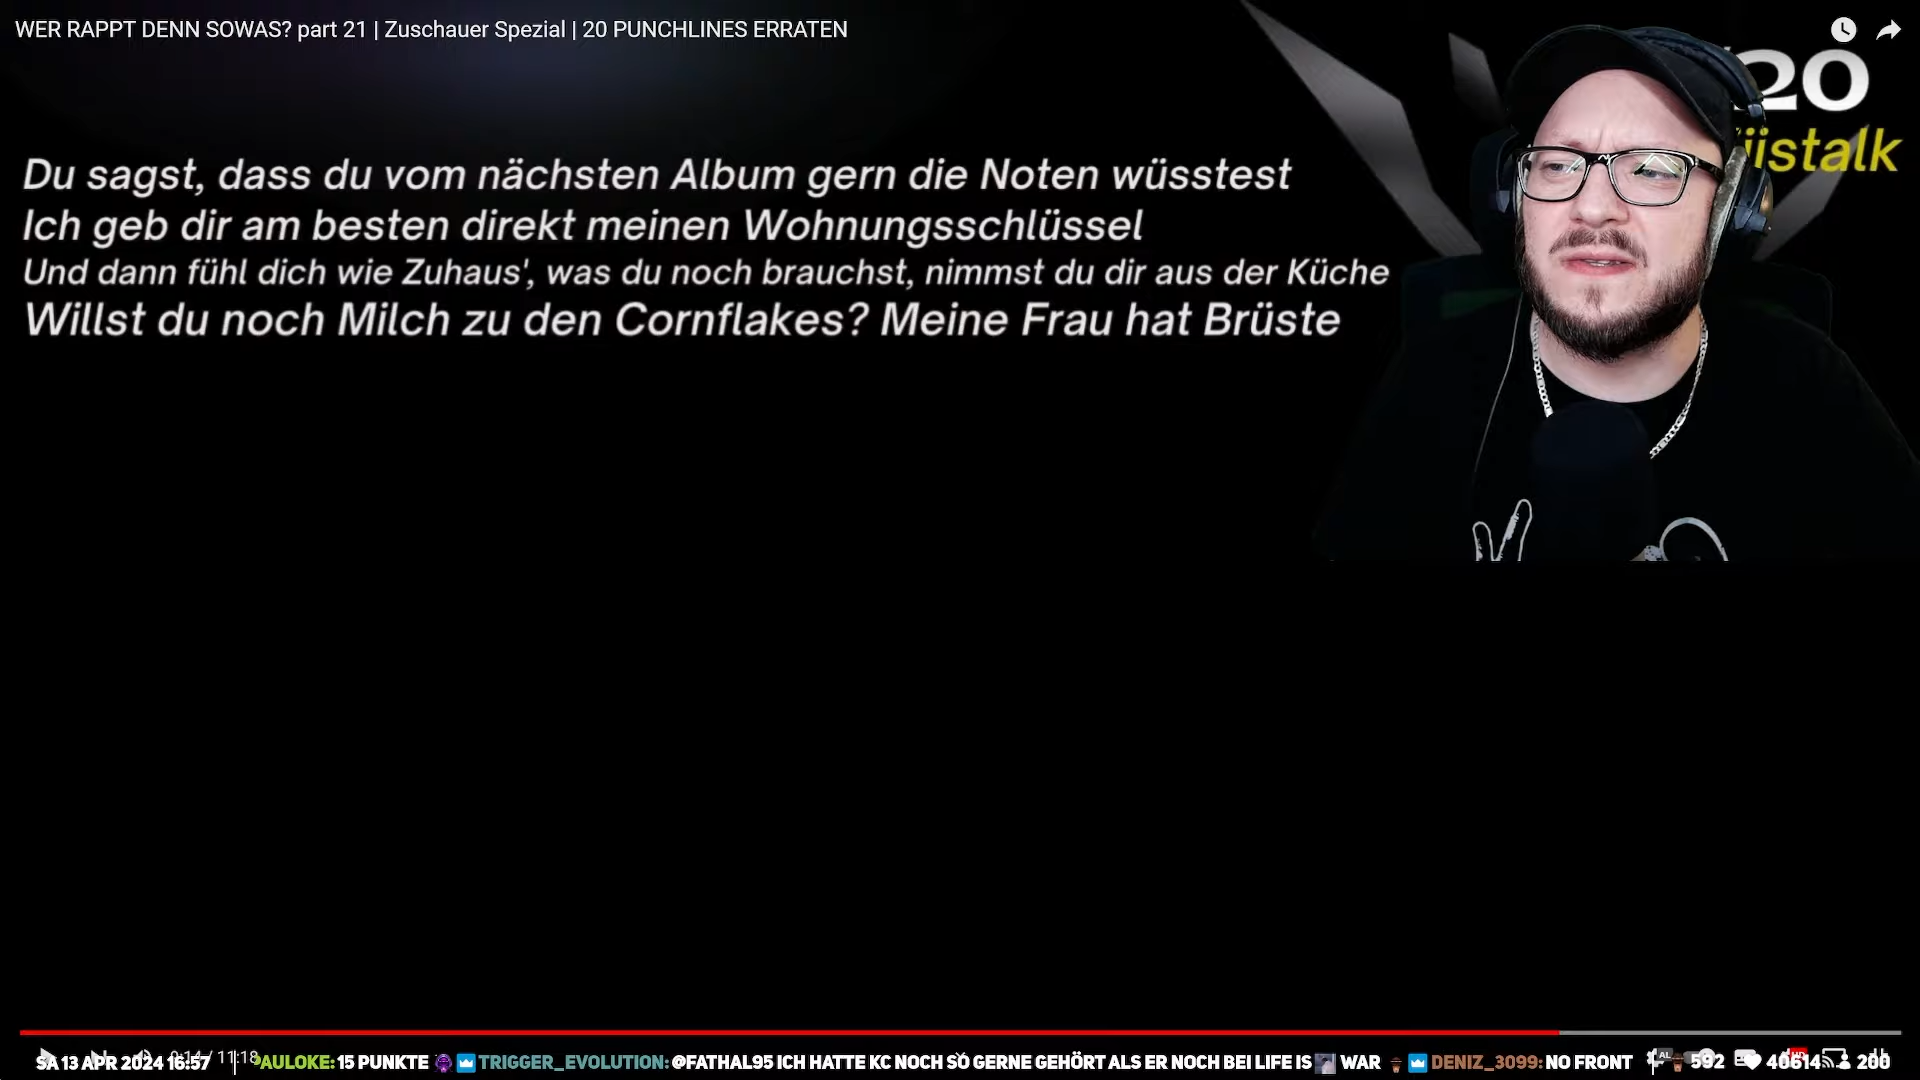 WER RAPPT DENN SOWAS? part 21 | Zuschauer Spezial | 20 PUNCHLINES ERRATEN
20
Du sagst, dass du vom nächsten Album gern die Noten wüsstest
Ich geb dir am besten direkt meinen Wohnungsschlüssel
Und dann fühl dich wie Zuhaus', was du noch brauchst, nimmst du dir aus der Küche
Willst du noch Milch zu den Cornflakes? Meine Frau hat Brüste
SA 13 APR 2024 16:57 / 11:18 PAULOKE: 15 PUNKTE TRIGGER_EVOLUTION: @FATHAL95 ICH HATTE KC NOCH SO GERNE GEHÖRT ALS ER NOCH BEI LIFE IS WAR DENIZ_3099: NO FRONT 592 40614 200